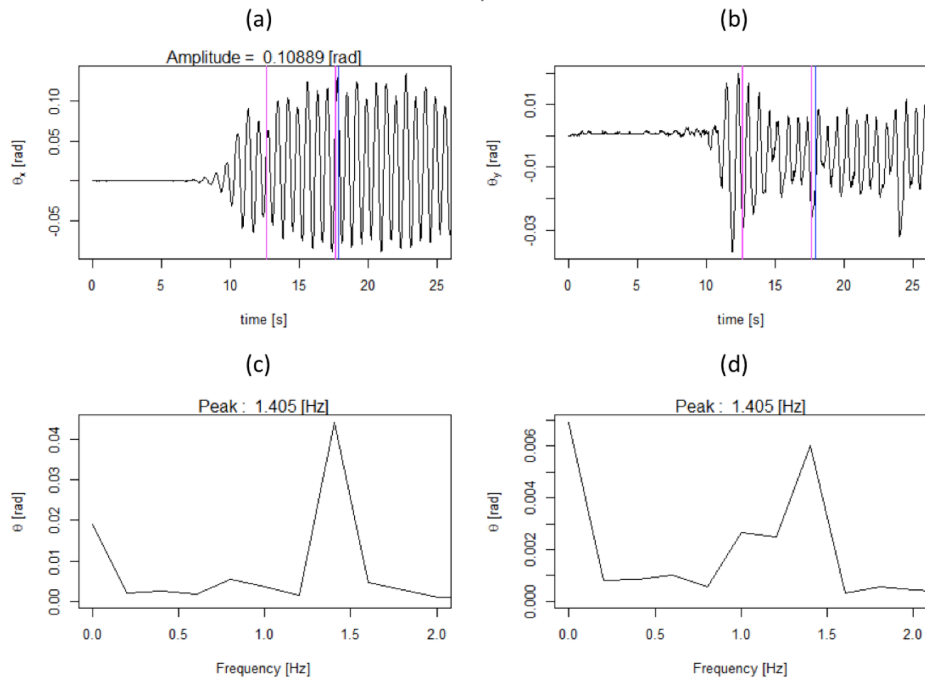 (a)
Amplitude = 0.10889 [rad]
0.10
0.05
-0.05
θx [rad]
0 5 10 15 20 25
time [s]
(b)
0.01
-0.01
-0.03
θy [rad]
0 5 10 15 20 25
time [s]
(c)
Peak : 1.405 [Hz]
0.04
0.03
0.02
0.01
0.00
θ [rad]
0.0 0.5 1.0 1.5 2.0
Frequency [Hz]
(d)
Peak : 1.405 [Hz]
0.006
0.004
0.002
0.000
θ [rad]
0.0 0.5 1.0 1.5 2.0
Frequency [Hz]